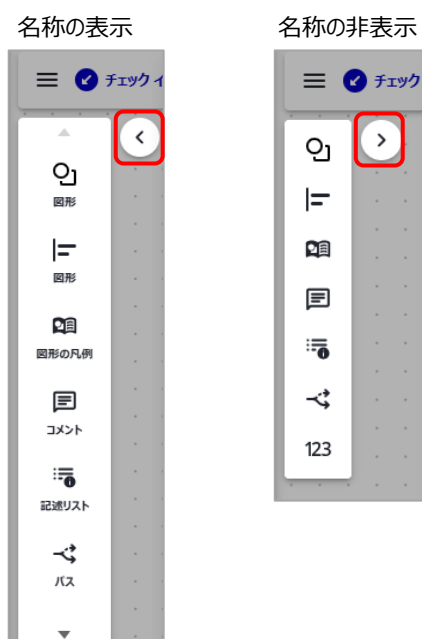 名称の表示
チェック イ
図形
図形
図形の凡例
コメント
記述リスト
パス
名称の非表示
チェック
123